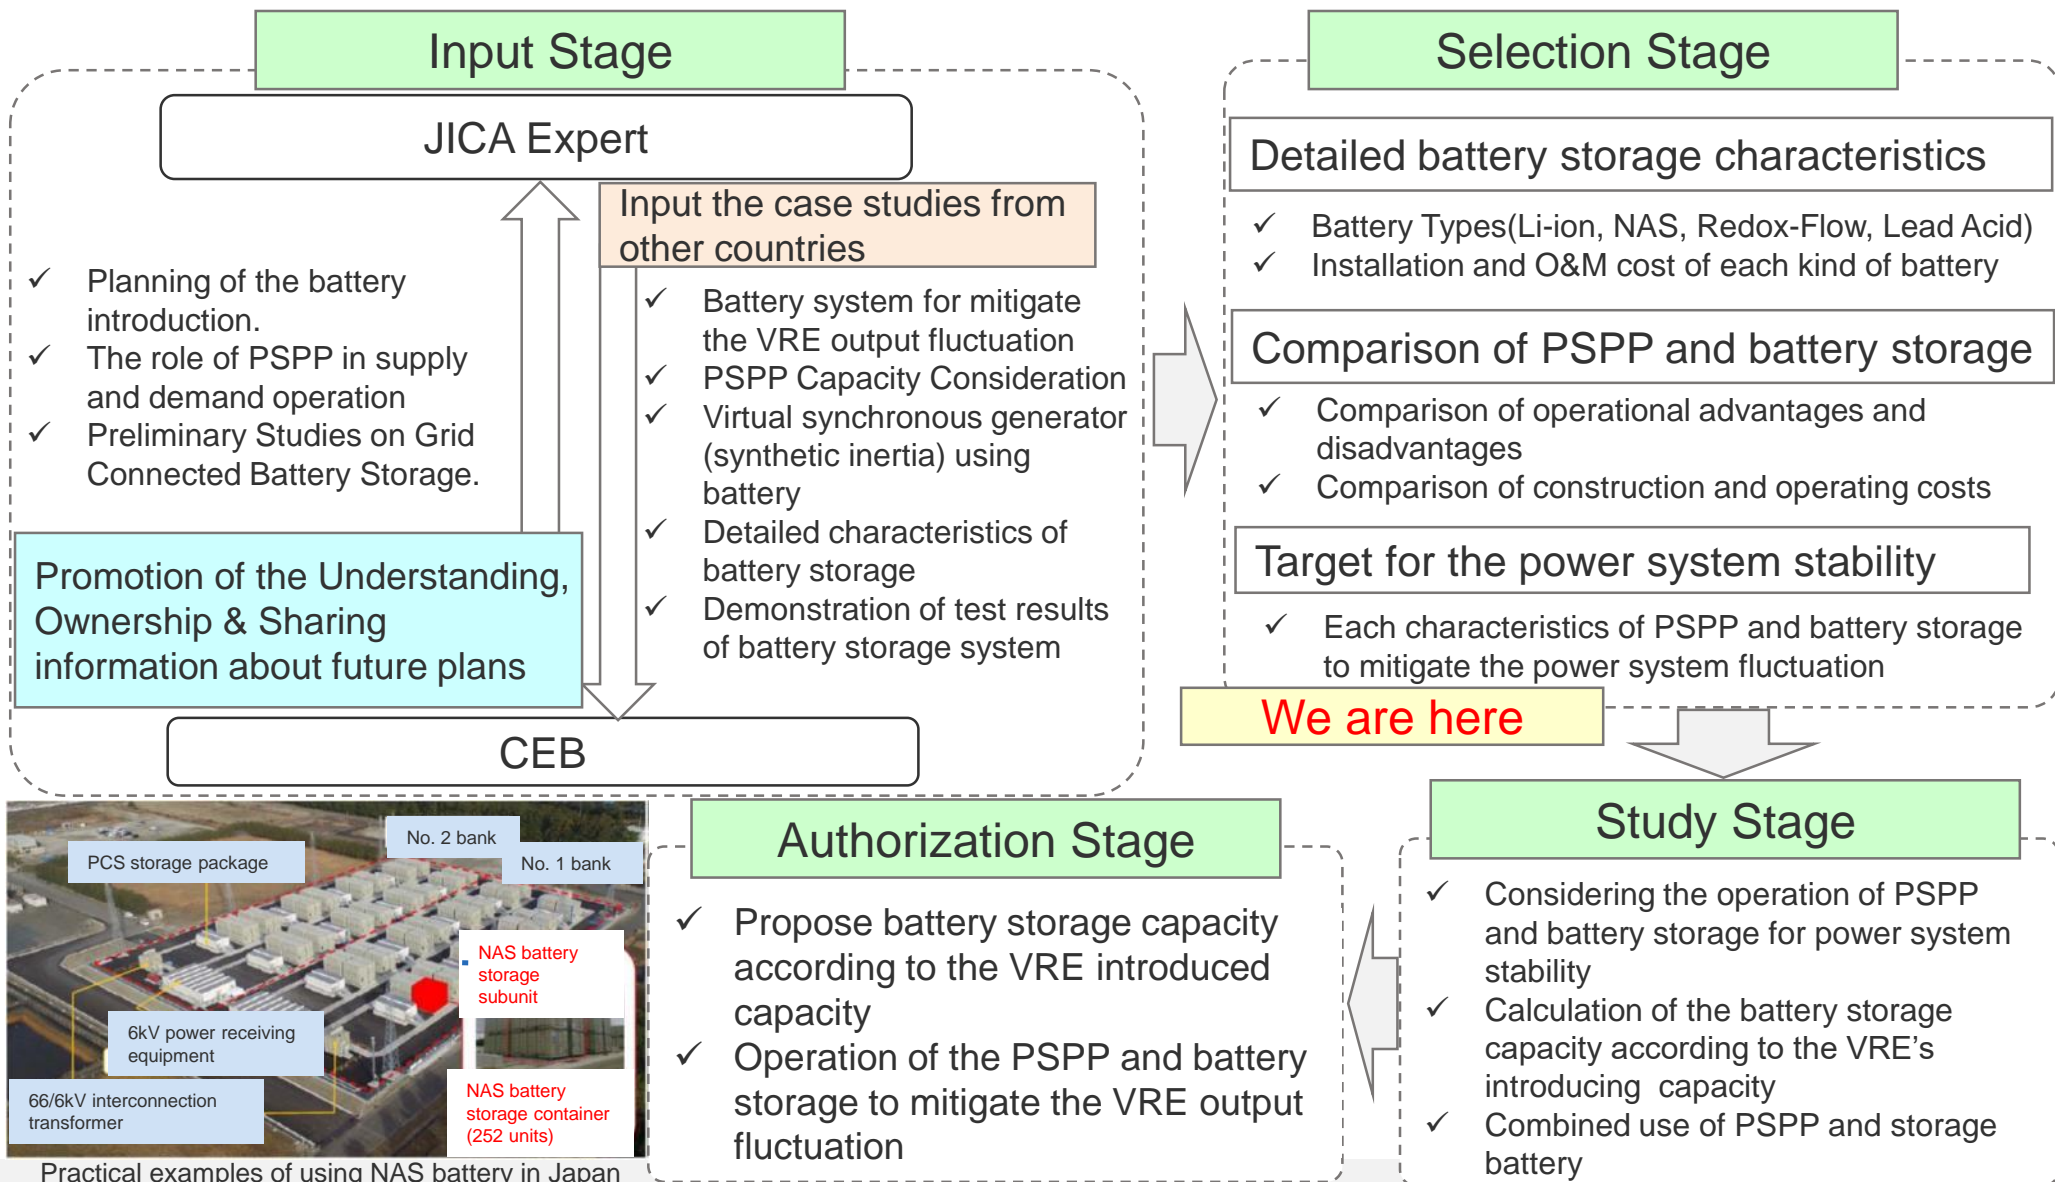 Input Stage
JICA Expert
Input the case studies from
other countries
✓ Planning of the battery
introduction.
✓ The role of PSPP in supply
and demand operation
✓ Preliminary Studies on Grid
Connected Battery Storage.
✓ Battery system for mitigate
the VRE output fluctuation
✓ PSPP Capacity Consideration
✓ Virtual synchronous generator
(synthetic inertia) using
battery
✓ Detailed characteristics of
battery storage
✓ Demonstration of test results
of battery storage system
Promotion of the Understanding,
Ownership & Sharing
information about future plans
CEB
Selection Stage
Detailed battery storage characteristics
✓ Battery Types(Li-ion, NAS, Redox-Flow, Lead Acid)
✓ Installation and O&M cost of each kind of battery
Comparison of PSPP and battery storage
✓ Comparison of operational advantages and
disadvantages
✓ Comparison of construction and operating costs
Target for the power system stability
✓ Each characteristics of PSPP and battery storage
to mitigate the power system fluctuation
We are here
Study Stage
✓ Considering the operation of PSPP
and battery storage for power system
stability
✓ Calculation of the battery storage
capacity according to the VRE's
introducing capacity
✓ Combined use of PSPP and storage
battery
Authorization Stage
✓ Propose battery storage capacity
according to the VRE introduced
capacity
✓ Operation of the PSPP and battery
storage to mitigate the VRE output
fluctuation
PCS storage package
No. 2 bank
No. 1 bank
NAS battery
storage
subunit
6kV power receiving
equipment
66/6kV interconnection
transformer
NAS battery
storage container
(252 units)
Practical examples of using NAS battery in Japan